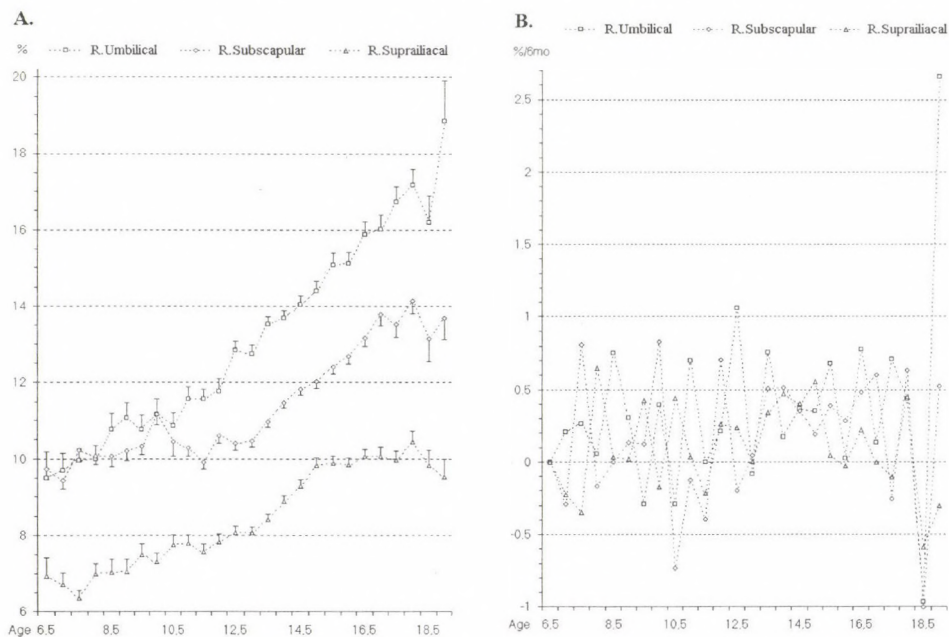 A.
% R.Umbilical R.Subscapular R.Suprailiacal
20
18
16
14
12
10
8
6
Age 6.5 8.5 10.5 12.5 14.5 16.5 18.5
B.
R.Umbilical R.Subscapular R.Suprailiacal
%/6mo
2.5
2
1.5
1
0.5
0
-0.5
-1
Age 6.5 8.5 10.5 12.5 14.5 16.5 18.5